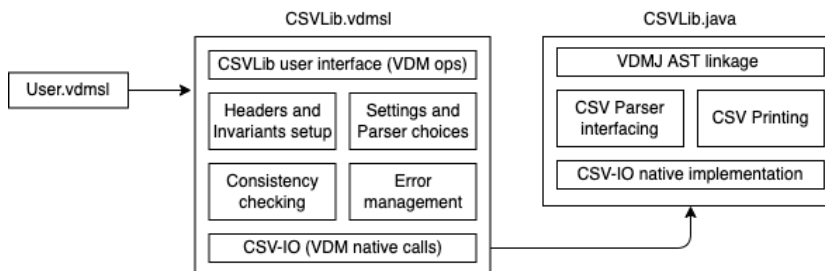 CSVLib.vdmsl
CSVLib.java
User.vdmsl
CSVLib user interface (VDM ops)
Headers and
Invariants setup
Settings and
Parser choices
Consistency
checking
Error
management
CSV-IO (VDM native calls)
VDMJ AST linkage
CSV Parser
interfacing
CSV Printing
CSV-IO native implementation